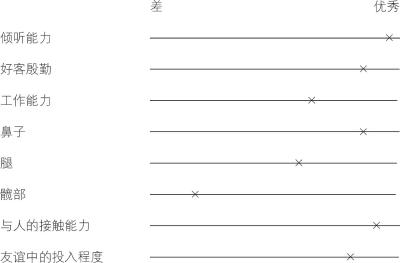 差 优秀
倾听能力
好客殷勤
工作能力
鼻子
腿
髋部
与人的接触能力
友谊中的投入程度